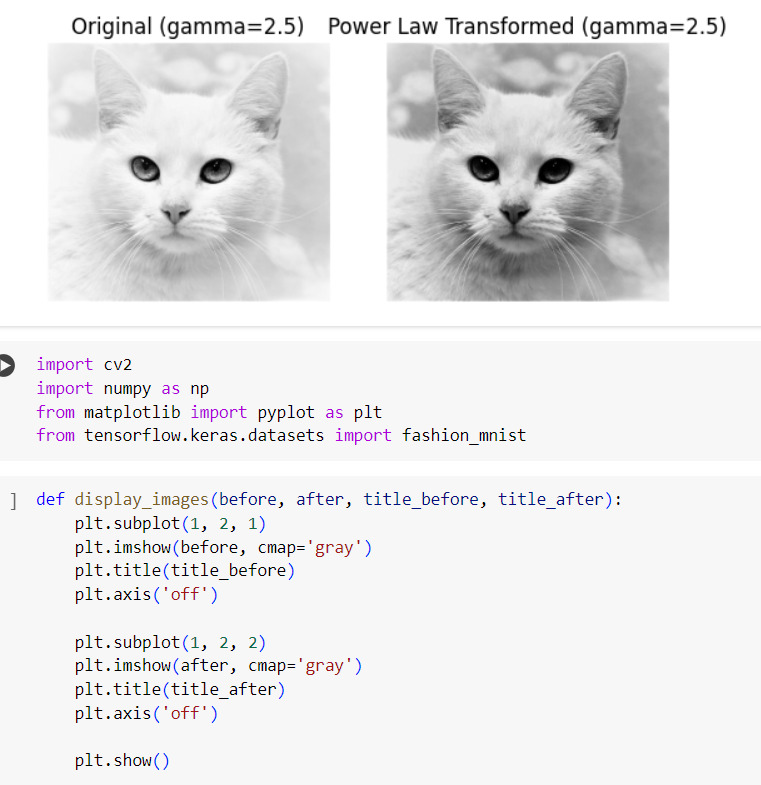 Original (gamma=2.5) Power Law Transformed (gamma=2.5)
import cv2
import numpy as np
from matplotlib import pyplot as plt
from tensorflow.keras.datasets import fashion_mnist
] def display_images(before, after, title_before, title_after):
    plt.subplot(1, 2, 1)
    plt.imshow(before, cmap='gray')
    plt.title(title_before)
    plt.axis('off')
    plt.subplot(1, 2, 2)
    plt.imshow(after, cmap='gray')
    plt.title(title_after)
    plt.axis('off')
    plt.show()